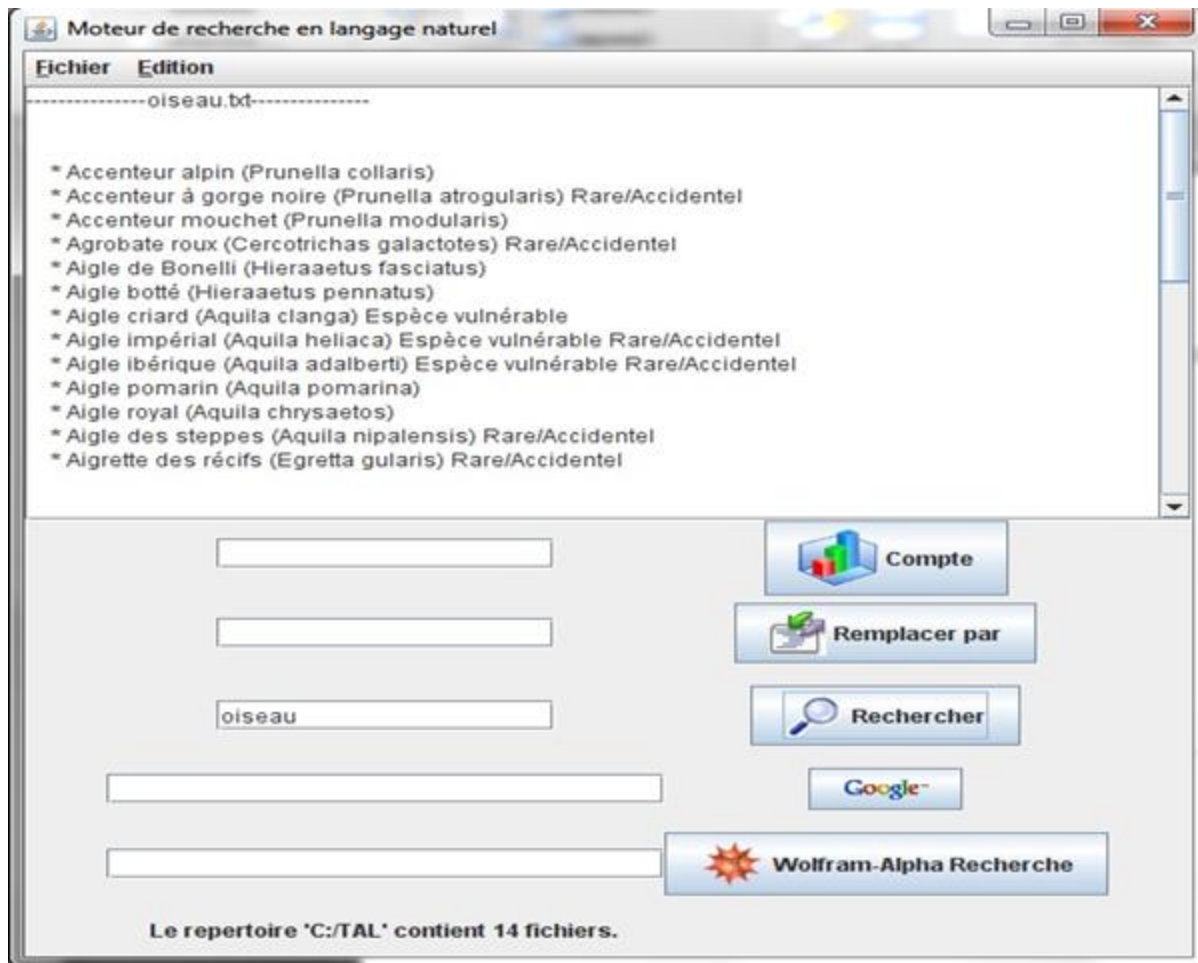 Moteur de recherche en langage naturel
Fichier Edition
---------------oiseau.txt---------------
* Accenteur alpin (Prunella collaris)
* Accenteur á gorge noire (Prunella atrogularis) Rare/Accidentel
* Accenteur mouchet (Prunella modularis)
* Agrobate roux (Cercotrichas galactotes) Rare/Accidentel
* Aigle de Bonelli (Hieraaetus fasciatus)
* Aigle botté (Hieraaetus pennatus)
* Aigle criard (Aquila clanga) Espèce vulnérable
* Aigle impérial (Aquila heliaca) Espèce vulnérable Rare/Accidentel
* Aigle ibérique (Aquila adalberti) Espèce vulnérable Rare/Accidentel
* Aigle pomarin (Aquila pomarina)
* Aigle royal (Aquila chrysaetos)
* Aigle des steppes (Aquila nipalensis) Rare/Accidentel
* Aigrette des récifs (Egretta gularis) Rare/Accidentel
Compte
Remplacer par
oiseau Rechercher
Google™
Wolfram-Alpha Recherche
Le repertoire 'C:/TAL' contient 14 fichiers.